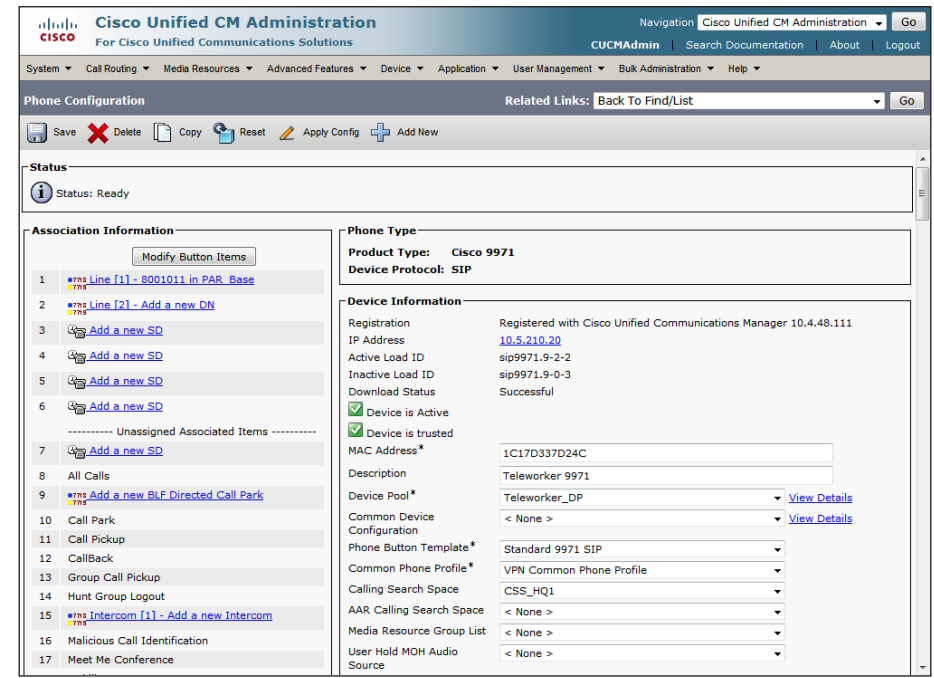 cisco
Cisco Unified CM Administration
For Cisco Unified Communications Solutions
Navigation Cisco Unified CM Administration Go
CUCMAdmin | Search Documentation | About | Logout
System Call Routing Media Resources Advanced Features Device Application User Management Bulk Administration Help
Phone Configuration
Related Links: Back To Find/List Go
Save Delete Copy Reset Apply Config Add New
Status
i Status: Ready
Association Information
Modify Button Items
1 Line [1] - 8001011 in PAR_Base
2 Line [2] - Add a new DN
3 Add a new SD
4 Add a new SD
5 Add a new SD
6 Add a new SD
---------- Unassigned Associated Items ----------
7 Add a new SD
8 All Calls
9 Add a new BLF Directed Call Park
10 Call Park
11 Call Pickup
12 CallBack
13 Group Call Pickup
14 Hunt Group Logout
15 Intercom [1] - Add a new Intercom
16 Malicious Call Identification
17 Meet Me Conference
Phone Type
Product Type: Cisco 9971
Device Protocol: SIP
Device Information
Registration Registered with Cisco Unified Communications Manager 10.4.48.111
IP Address 10.5.210.20
Active Load ID sip9971.9-2-2
Inactive Load ID sip9971.9-0-3
Download Status Successful
Device is Active
Device is trusted
MAC Address* 1C17D337D24C
Description Teleworker 9971
Device Pool* Teleworker_DP View Details
Common Device < None > View Details
Configuration
Phone Button Template* Standard 9971 SIP
Common Phone Profile* VPN Common Phone Profile
Calling Search Space CSS_HQ1
AAR Calling Search Space < None >
Media Resource Group List < None >
User Hold MOH Audio < None >
Source